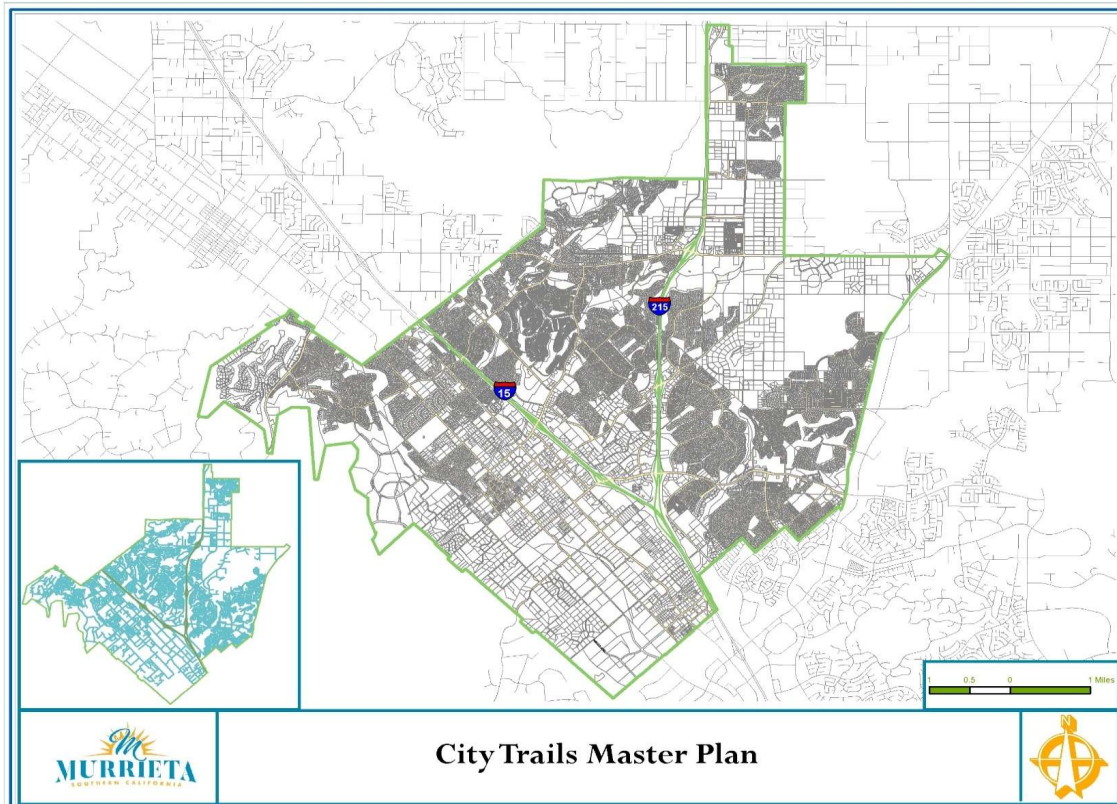 215
15
1 0.5 0 1 Miles
M
MURRIETA
SOUTHERN CALIFORNIA
City Trails Master Plan
N